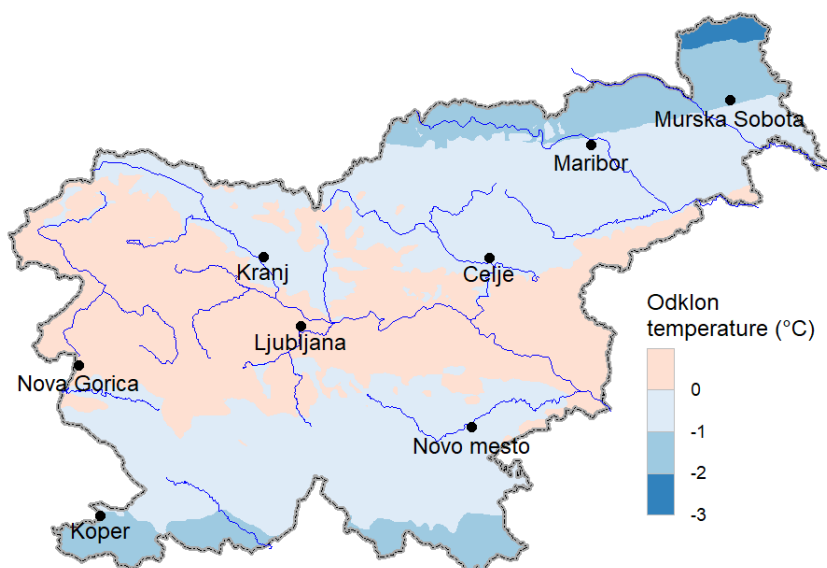 Murska Sobota
Maribor
Kranj
Celje
Ljubljana
Nova Gorica
Novo mesto
Koper
Odklon
temperature (°C)
0
-1
-2
-3